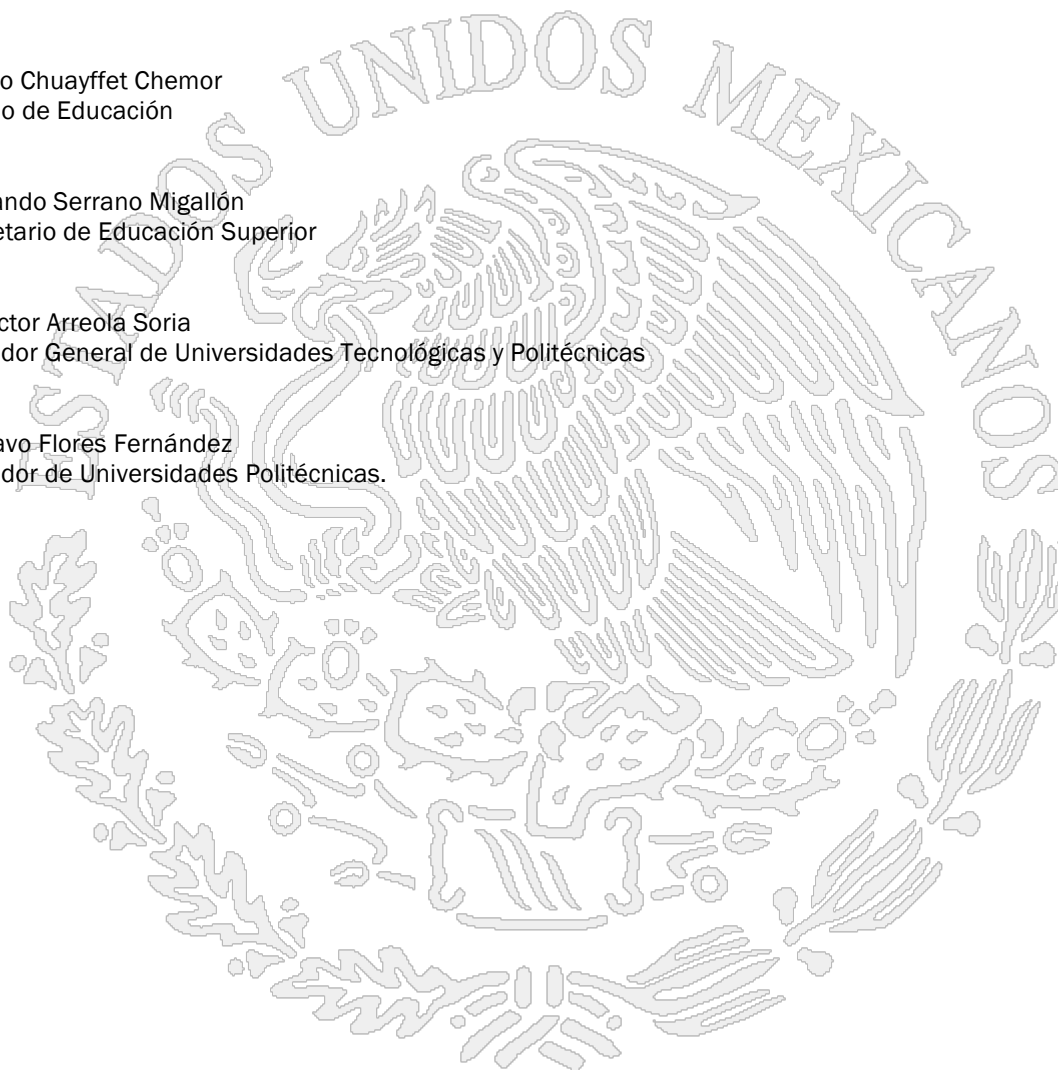 o Chuayffet Chemor
o de Educación
ando Serrano Migallón
etario de Educación Superior
ctor Arreola Soria
dor General de Universidades Tecnológicas y Politécnicas
avo Flores Fernández
dor de Universidades Politécnicas.
ESTADOS UNIDOS MEXICANOS